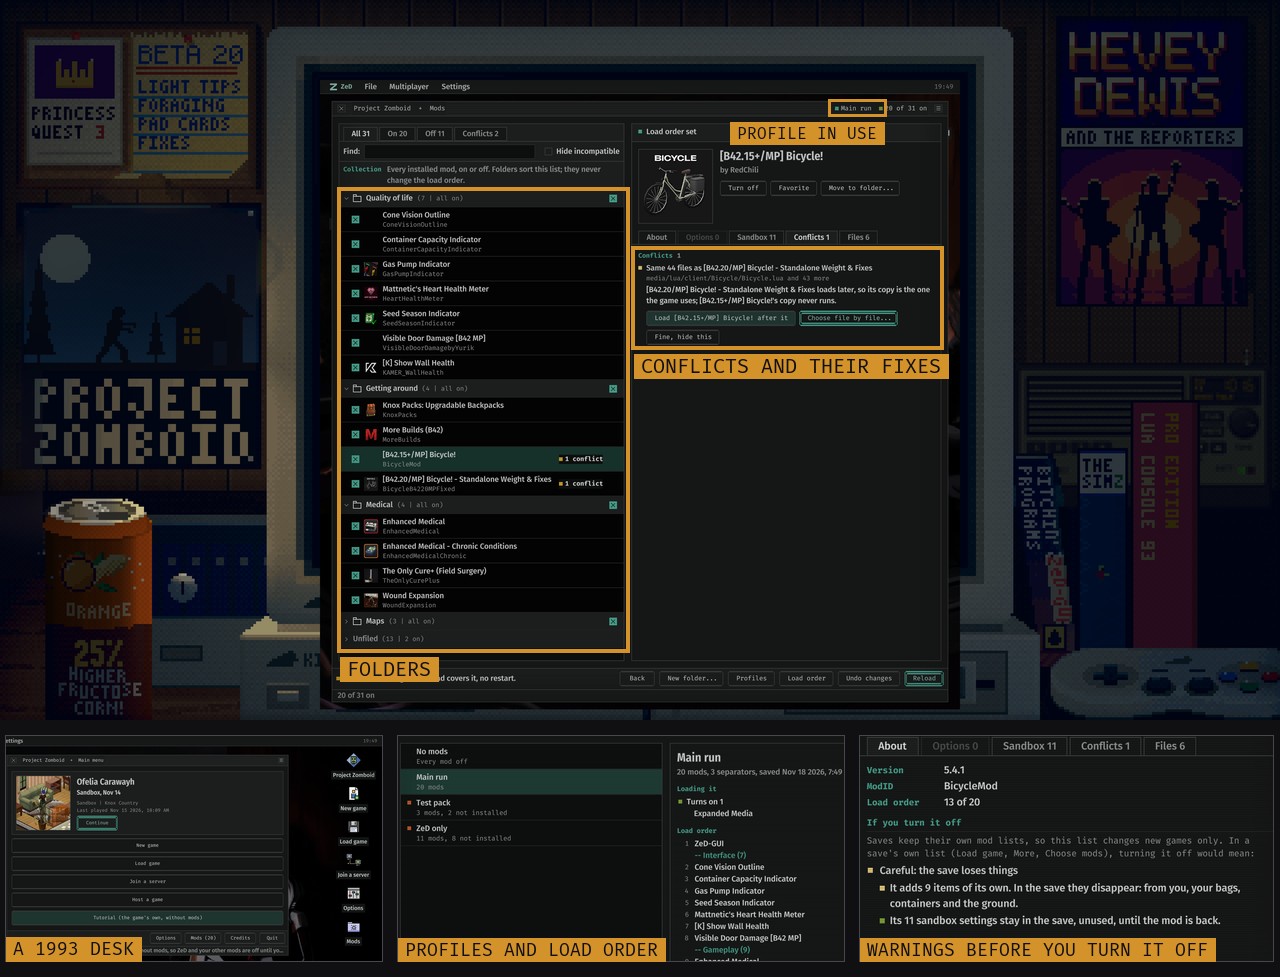 PRINCESS
QUEST 3
BETA 20
LIGHT TIPS
FORAGING
PAD CARDS
FIXES
PROJECT
ZOMBOID
HEVEY
DEWIS
AND THE REPORTERS
ORANGE
25%
HIGHER
FRUCTOSE
CORN!
BITCHIN'
PROGRAMS
THE
SIMZ
LUA CONSOLE 93
PRO EDITION
ZeD File Multiplayer Settings 19:49
Project Zomboid • Mods
Main run
20 of 31 on
PROFILE IN USE
All 31 On 20 Off 11 Conflicts 2
Find:
Hide incompatible
Collection Every installed mod, on or off. Folders sort this list; they never
change the load order.
Quality of life (7 | all on)
Cone Vision Outline
ConeVisionOutline
Container Capacity Indicator
ContainerCapacityIndicator
Gas Pump Indicator
GasPumpIndicator
Mattnetic's Heart Health Meter
HeartHealthMeter
Seed Season Indicator
SeedSeasonIndicator
Visible Door Damage [B42 MP]
VisibleDoorDamagebyYurik
[K] Show Wall Health
KAMER_WallHealth
Getting around (4 | all on)
Knox Packs: Upgradable Backpacks
KnoxPacks
More Builds (B42)
MoreBuilds
[B42.15+/MP] Bicycle!
BicycleMod
1 conflict
[B42.20/MP] Bicycle! - Standalone Weight & Fixes
BicycleB4220MPFixed
1 conflict
Medical (4 | all on)
Enhanced Medical
EnhancedMedical
Enhanced Medical - Chronic Conditions
EnhancedMedicalChronic
The Only Cure+ (Field Surgery)
TheOnlyCurePlus
Wound Expansion
WoundExpansion
Maps (3 | all on)
Unfiled (13 | 2 on)
FOLDERS
Load order set
BICYCLE
[B42.15+/MP] Bicycle!
by RedChili
Turn off Favorite Move to folder...
About Options 0 Sandbox 11 Conflicts 1 Files 6
Conflicts 1
Same 44 files as [B42.20/MP] Bicycle! - Standalone Weight & Fixes
media/lua/client/Bicycle/Bicycle.lua and 43 more
[B42.20/MP] Bicycle! - Standalone Weight & Fixes loads later, so its copy is the one
the game uses; [B42.15+/MP] Bicycle!'s copy never runs.
Load [B42.15+/MP] Bicycle! after it Choose file by file...
Fine, hide this
CONFLICTS AND THEIR FIXES
d covers it, no restart.
Back New folder... Profiles Load order Undo changes Reload
20 of 31 on
ettings 19:49
Project Zomboid • Main menu
Ofelia Carawayh
Sandbox, Nov 14
Sandbox | Knox Country
Continue
New game
Load game
Join a server
Host a game
Tutorial (the game's own, without mods)
Options Mods (20) Credits Quit
Project Zomboid
New game
Load game
Join a server
Options
Mods
A 1993 DESK
No mods
Every mod off
Main run
20 mods
Test pack
3 mods, 2 not installed
ZeD only
11 mods, 8 not installed
PROFILES AND LOAD ORDER
Main run
20 mods, 3 separators, saved Nov 18 2026, 7:49
Loading it
Turns on 1
Expanded Media
Load order
1 ZeD-GUI
-- Interface (7)
2 Cone Vision Outline
3 Container Capacity Indicator
4 Gas Pump Indicator
5 Seed Season Indicator
6 Mattnetic's Heart Health Meter
7 [K] Show Wall Health
8 Visible Door Damage [B42 MP]
-- Gameplay (9)
About Options 0 Sandbox 11 Conflicts 1 Files 6
Version 5.4.1
ModID BicycleMod
Load order 13 of 20
If you turn it off
Saves keep their own mod lists, so this list changes new games only. In a
save's own list (Load game, More, Choose mods), turning it off would mean:
Careful: the save loses things
It adds 9 items of its own. In the save they disappear: from you, your bags,
containers and the ground.
Its 11 sandbox settings stay in the save, unused, until the mod is back.
WARNINGS BEFORE YOU TURN IT OFF